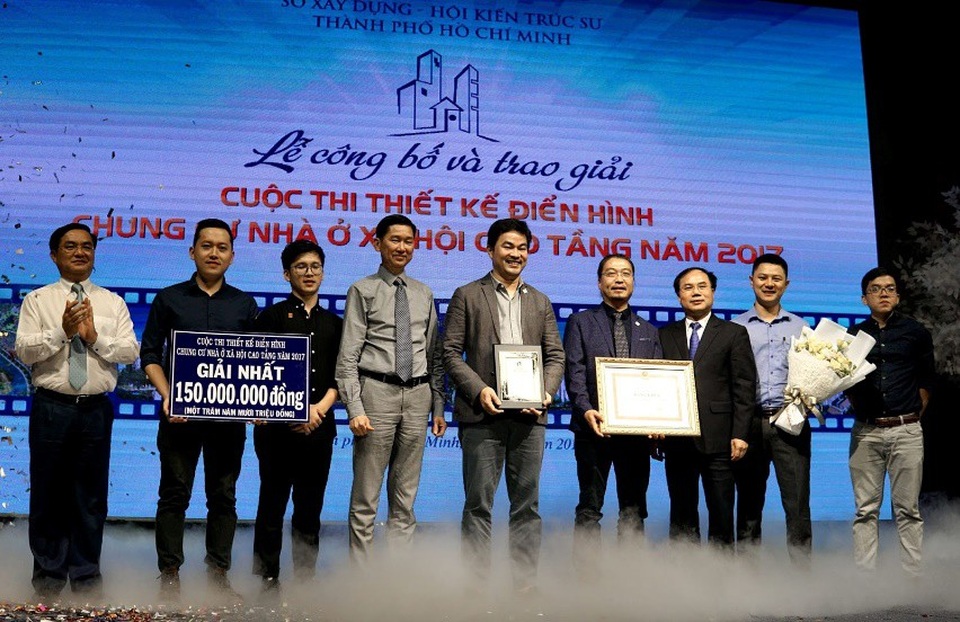 SỞ XÂY DỰNG - HỘI KIẾN TRÚC SƯ
THÀNH PHỐ HỒ CHÍ MINH
Lễ công bố và trao giải
CUỘC THI THIẾT KẾ ĐIỂN HÌNH
CHUNG CƯ NHÀ Ở XÃ HỘI CAO TẦNG NĂM 2017
CUỘC THI THIẾT KẾ ĐIỂN HÌNH
CHUNG CƯ NHÀ Ở XÃ HỘI CAO TẦNG NĂM 2017
GIẢI NHẤT
150.000.000 đồng
(MỘT TRĂM NĂM MƯƠI TRIỆU ĐỒNG)